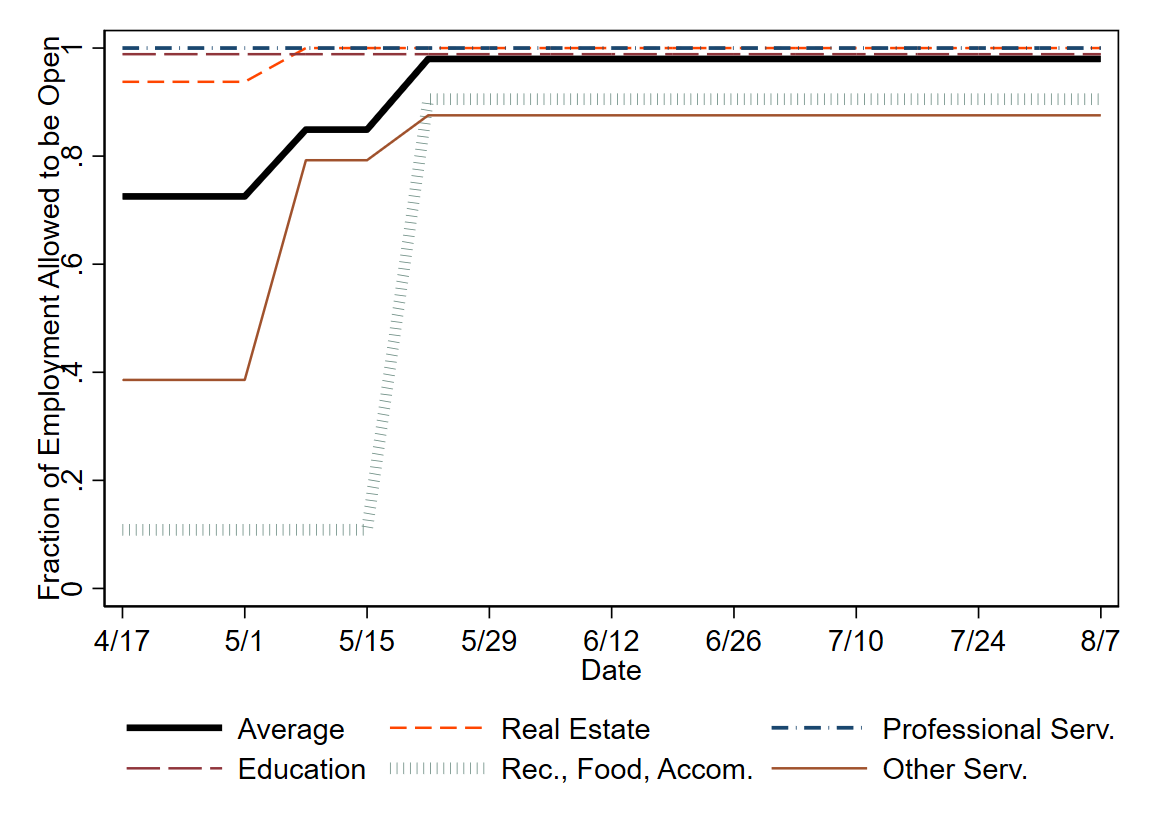 Fraction of Employment Allowed to be Open
1
.8
.6
.4
.2
0
4/17 5/1 5/15 5/29 6/12 6/26 7/10 7/24 8/7
Date
Average Real Estate Professional Serv.
Education Rec., Food, Accom. Other Serv.